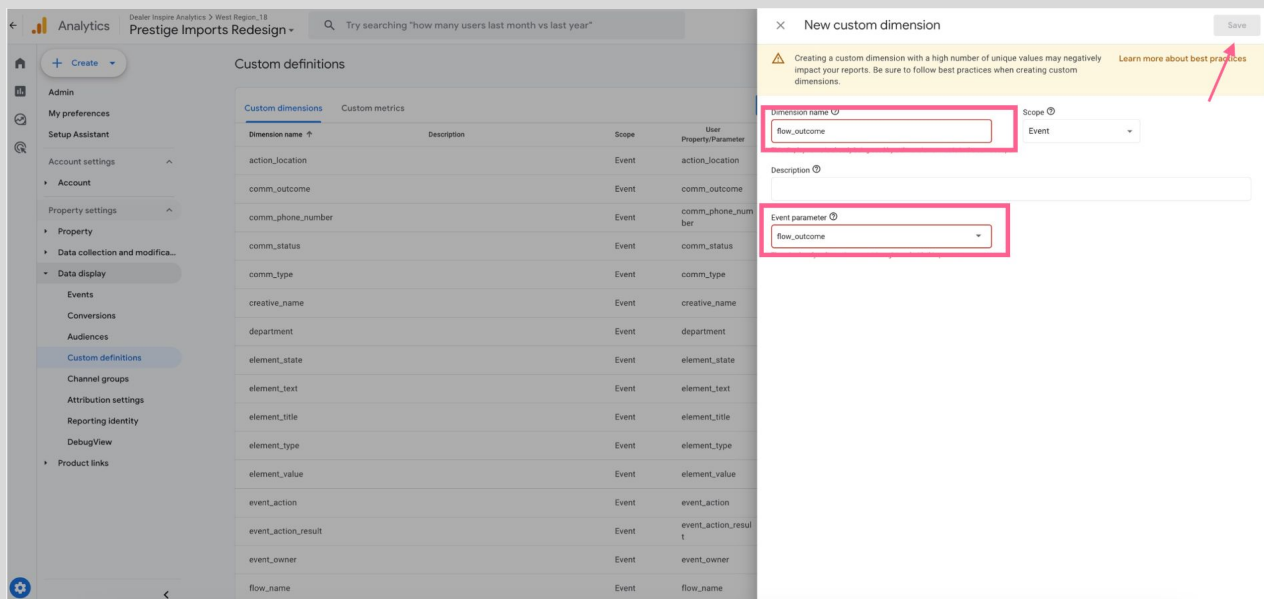 Analytics
Dealer Inspire Analytics > West Region_18
Prestige Imports Redesign
Try searching "how many users last month vs last year"
Create
Admin
My preferences
Setup Assistant
Account settings
Account
Property settings
Property
Data collection and modifica...
Data display
Events
Conversions
Audiences
Custom definitions
Channel groups
Attribution settings
Reporting identity
DebugView
Product links
Custom definitions
Custom dimensions Custom metrics
Dimension name Description Scope User Property/Parameter
action_location Event action_location
comm_outcome Event comm_outcome
comm_phone_number Event comm_phone_num
ber
comm_status Event comm_status
comm_type Event comm_type
creative_name Event creative_name
department Event department
element_state Event element_state
element_text Event element_text
element_title Event element_title
element_type Event element_type
element_value Event element_value
event_action Event event_action
event_action_result Event event_action_resul
t
event_owner Event event_owner
flow_name Event flow_name
New custom dimension
Save
Creating a custom dimension with a high number of unique values may negatively
impact your reports. Be sure to follow best practices when creating custom
dimensions.
Learn more about best practices
Dimension name Scope
flow_outcome Event
Description
Event parameter
flow_outcome